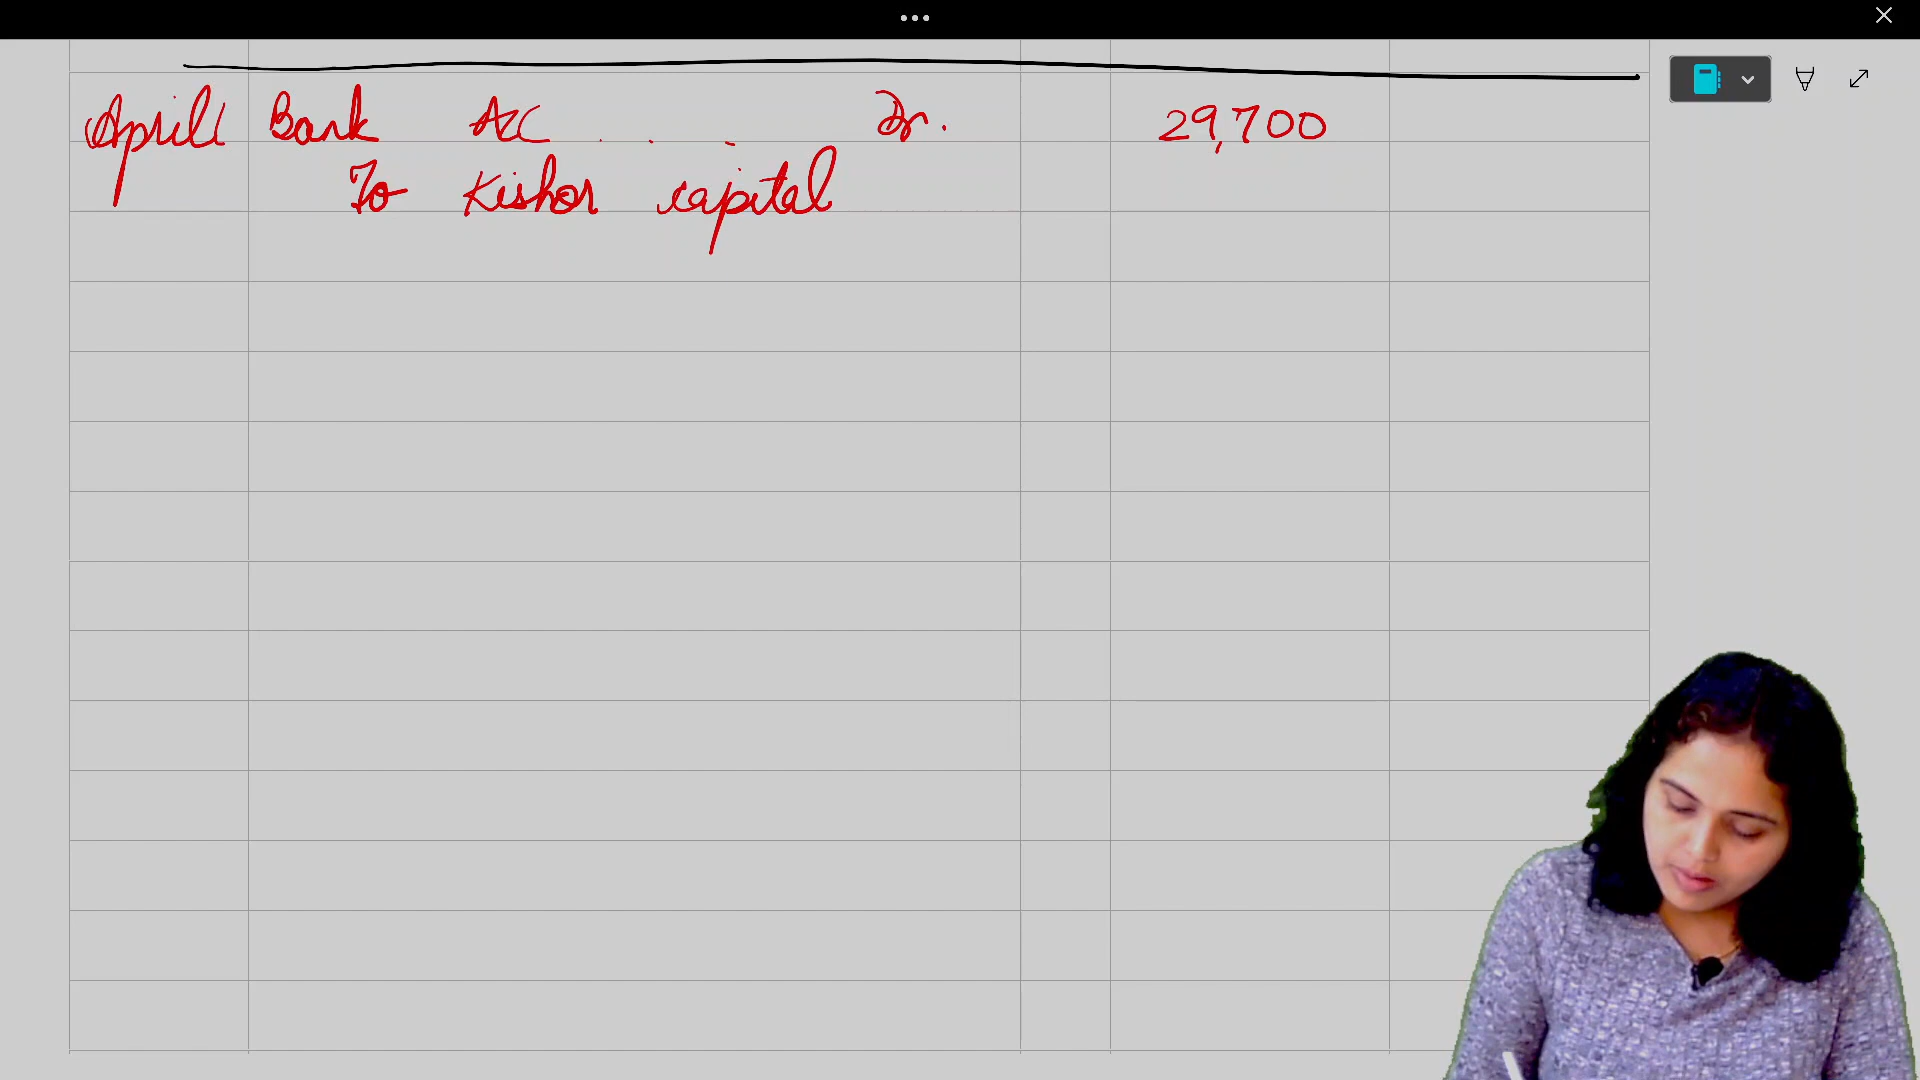 April Bank A/C . . . Dr. 29,700
To Kishor capital